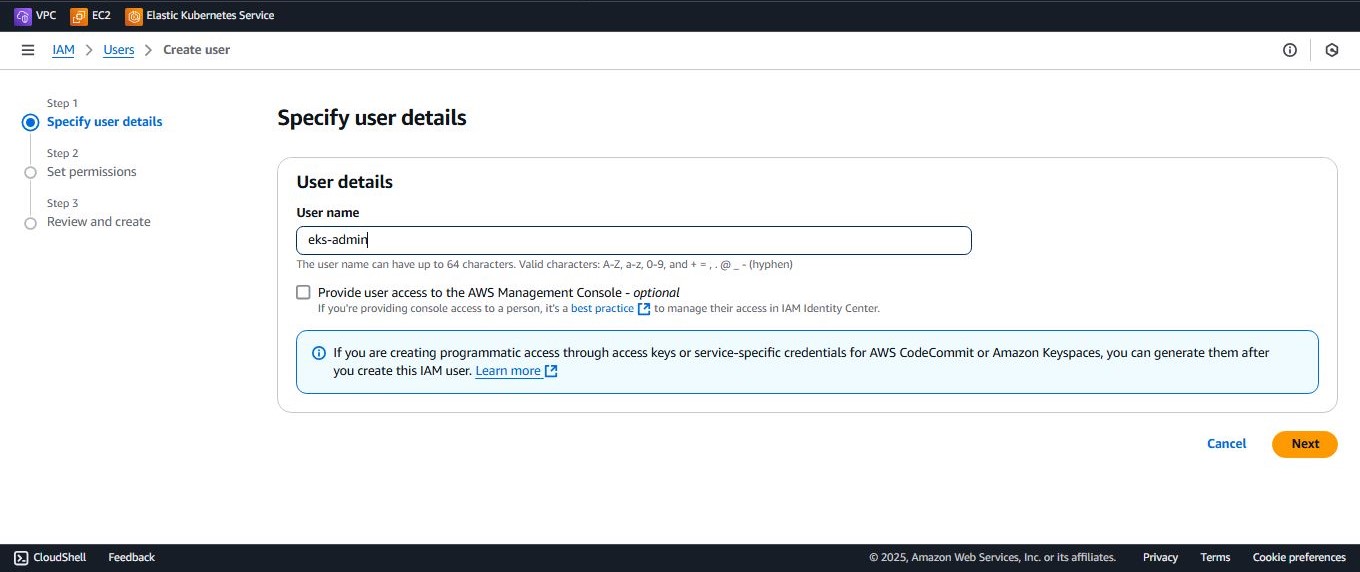 VPC EC2 Elastic Kubernetes Service
IAM Users Create user
Step 1
Specify user details
Step 2
Set permissions
Step 3
Review and create
Specify user details
User details
User name
eks-admin
The user name can have up to 64 characters. Valid characters: A-Z, a-z, 0-9, and + = , . @ _ - (hyphen)
Provide user access to the AWS Management Console - optional
If you're providing console access to a person, it's a best practice to manage their access in IAM Identity Center.
If you are creating programmatic access through access keys or service-specific credentials for AWS CodeCommit or Amazon Keyspaces, you can generate them after
you create this IAM user. Learn more
Cancel Next
CloudShell Feedback © 2025, Amazon Web Services, Inc. or its affiliates. Privacy Terms Cookie preferences